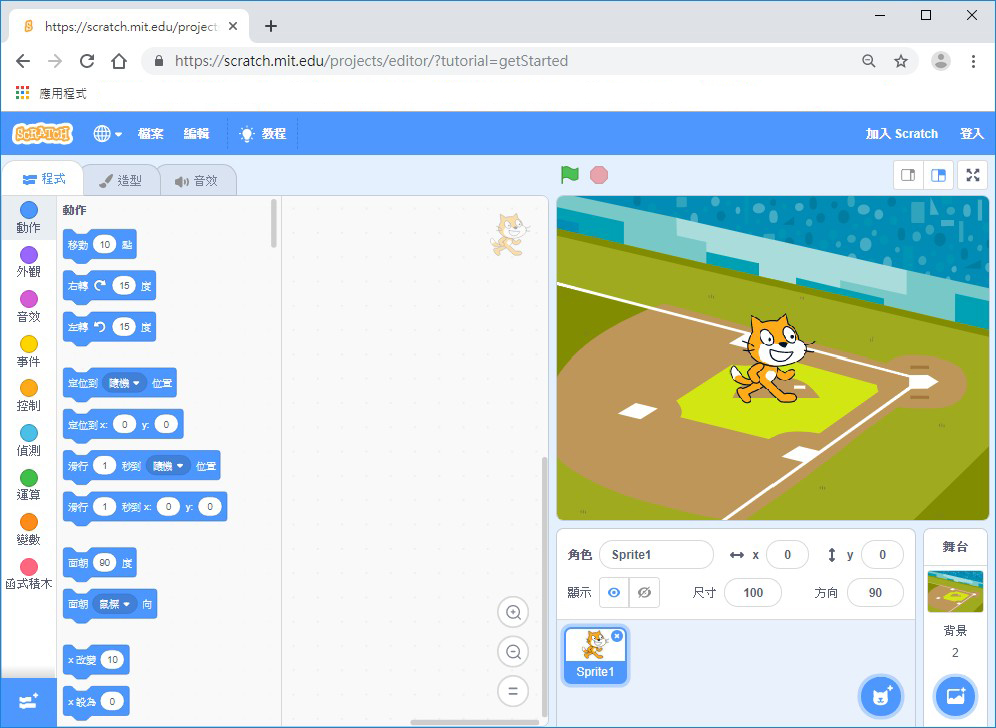 https://scratch.mit.edu/project
https://scratch.mit.edu/projects/editor/?tutorial=getStarted
應用程式
SCRATCH 檔案 編輯 教程 加入 Scratch 登入
程式 造型 音效
動作
外觀
音效
事件
控制
偵測
運算
變數
函式積木
動作
移動 10 點
右轉 15 度
左轉 15 度
定位到 隨機 位置
定位到 x: 0 y: 0
滑行 1 秒到 隨機 位置
滑行 1 秒到 x: 0 y: 0
面朝 90 度
面朝 鼠標 向
x 改變 10
x 設為 0
角色 Sprite1 x 0 y 0
顯示 尺寸 100 方向 90
Sprite1
舞台
背景
2